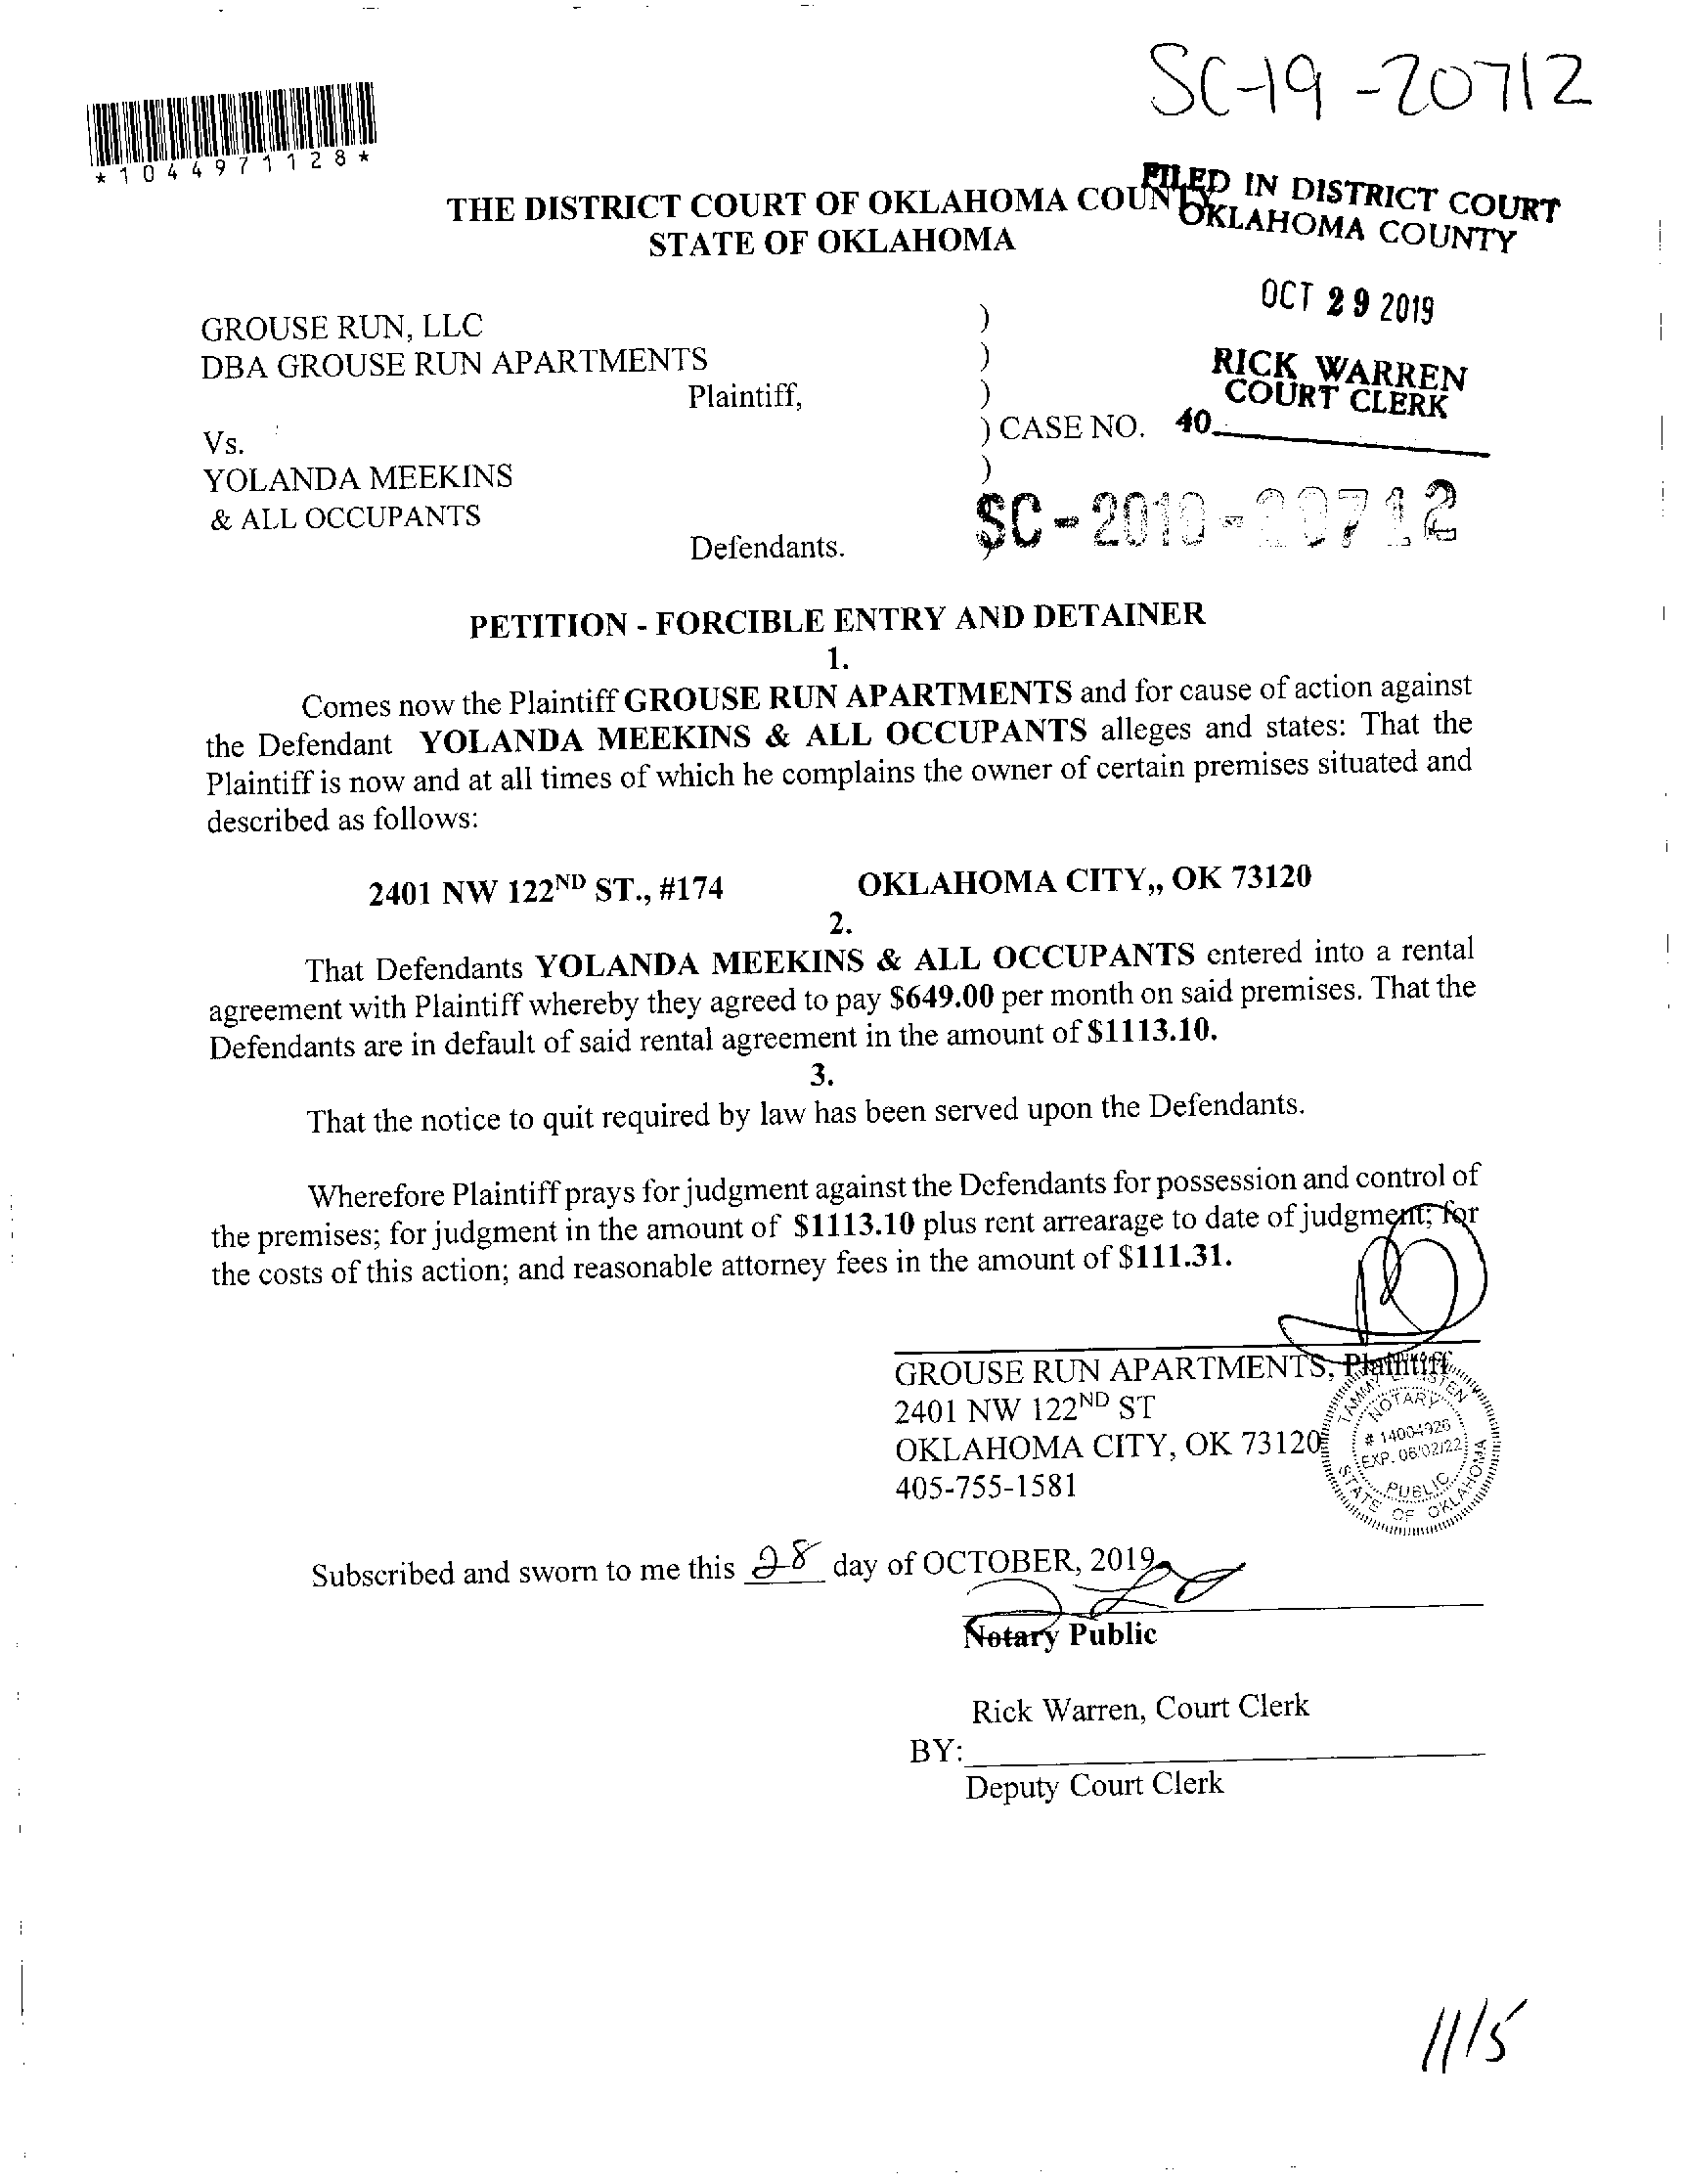 SC-19-20712
*1044971128*
FILED IN DISTRICT COURT
OKLAHOMA COUNTY
THE DISTRICT COURT OF OKLAHOMA COUNTY
STATE OF OKLAHOMA
OCT 29 2019
GROUSE RUN, LLC )
DBA GROUSE RUN APARTMENTS )
RICK WARREN
COURT CLERK
Plaintiff, )
Vs. ) CASE NO. 40
YOLANDA MEEKINS )
& ALL OCCUPANTS
SC-2019-20712
Defendants.
PETITION - FORCIBLE ENTRY AND DETAINER
1.
Comes now the Plaintiff GROUSE RUN APARTMENTS and for cause of action against
the Defendant YOLANDA MEEKINS & ALL OCCUPANTS alleges and states: That the
Plaintiff is now and at all times of which he complains the owner of certain premises situated and
described as follows:
2401 NW 122ND ST., #174 OKLAHOMA CITY,, OK 73120
2.
That Defendants YOLANDA MEEKINS & ALL OCCUPANTS entered into a rental
agreement with Plaintiff whereby they agreed to pay $649.00 per month on said premises. That the
Defendants are in default of said rental agreement in the amount of $1113.10.
3.
That the notice to quit required by law has been served upon the Defendants.
Wherefore Plaintiff prays for judgment against the Defendants for possession and control of
the premises; for judgment in the amount of $1113.10 plus rent arrearage to date of judgment; for
the costs of this action; and reasonable attorney fees in the amount of $111.31.
GROUSE RUN APARTMENTS, Plaintiff
2401 NW 122ND ST
OKLAHOMA CITY, OK 73120
405-755-1581
TAMMY
NOTARY
# 14004926
EXP. 06/02/22
PUBLIC
STATE OF OKLAHOMA
Subscribed and sworn to me this 28 day of OCTOBER, 2019
Notary Public
Rick Warren, Court Clerk
BY:
Deputy Court Clerk
11/5